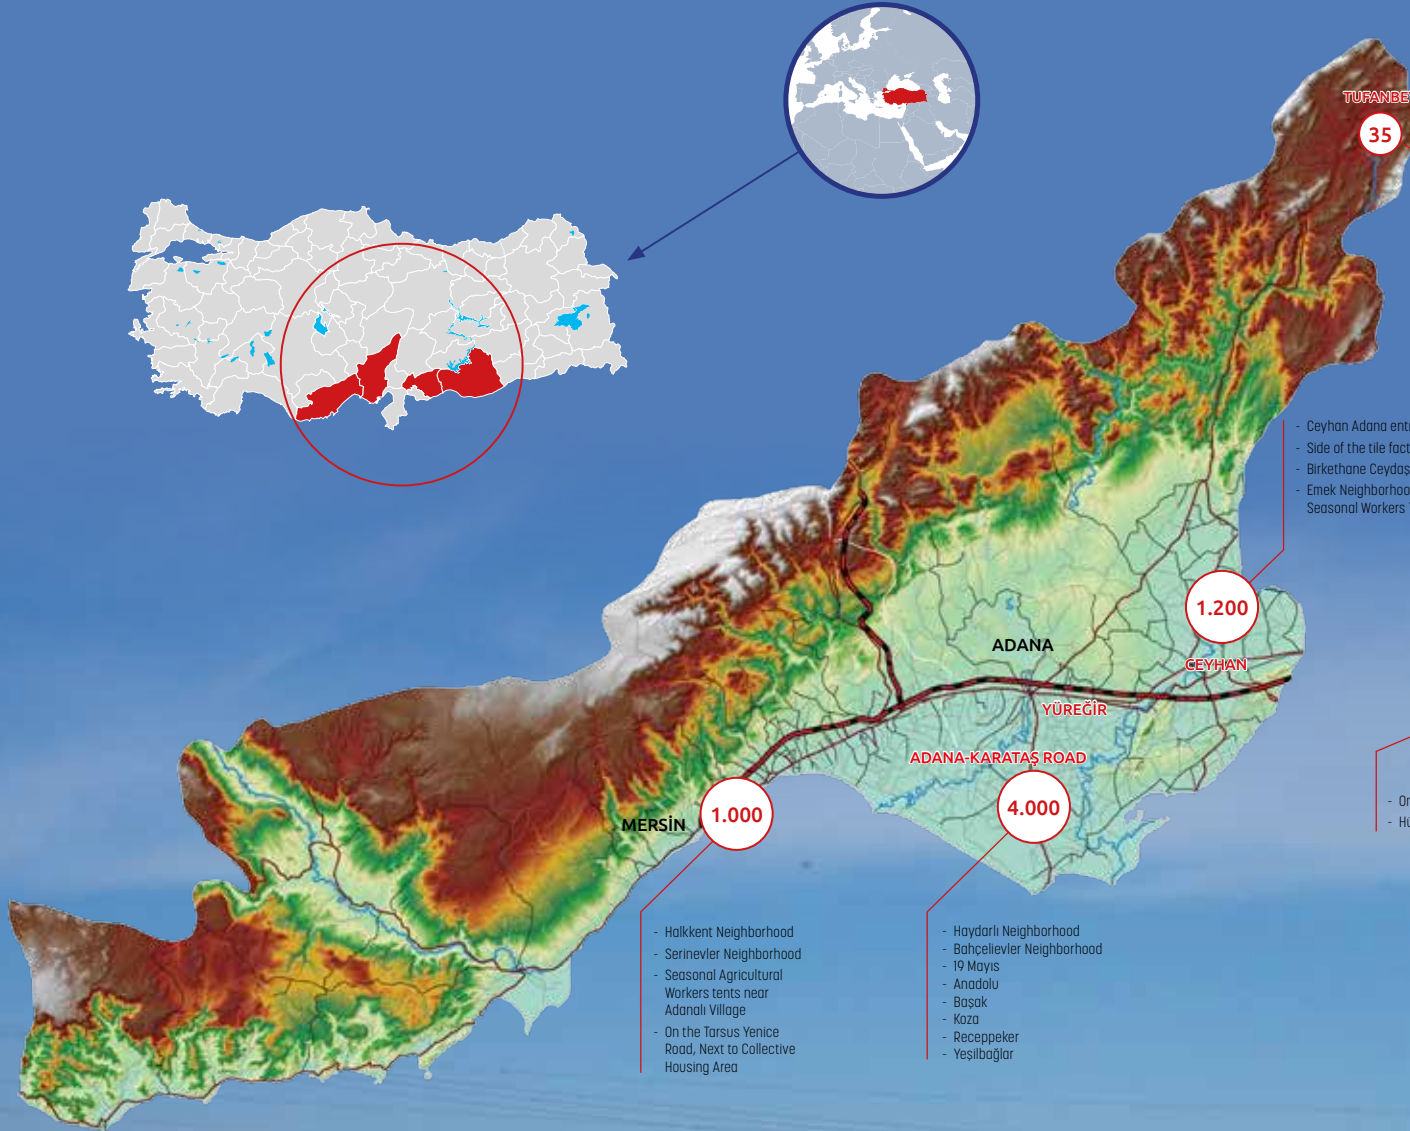 TUFANBE
35
- Ceyhan Adana entr
- Side of the tile fact
- Birkethane Ceydaş
- Emek Neighborhoo
Seasonal Workers
1.200
ADANA
CEYHAN
YÜREĞİR
ADANA-KARATAŞ ROAD
4.000
MERSİN
1.000
- Halkkent Neighborhood
- Serinevler Neighborhood
- Seasonal Agricultural
Workers tents near
Adanalı Village
- On the Tarsus Yenice
Road, Next to Collective
Housing Area
- Haydarlı Neighborhood
- Bahçelievler Neighborhood
- 19 Mayıs
- Anadolu
- Başak
- Koza
- Receppeker
- Yeşilbağlar